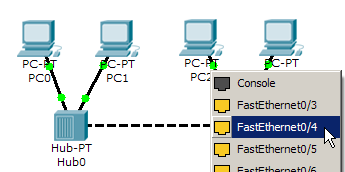 PC-PT
PC0
PC-PT
PC1
PC-PT
PC2
PC-PT
Hub-PT
Hub0
Console
FastEthernet0/3
FastEthernet0/4
FastEthernet0/5
FastEthernet0/6